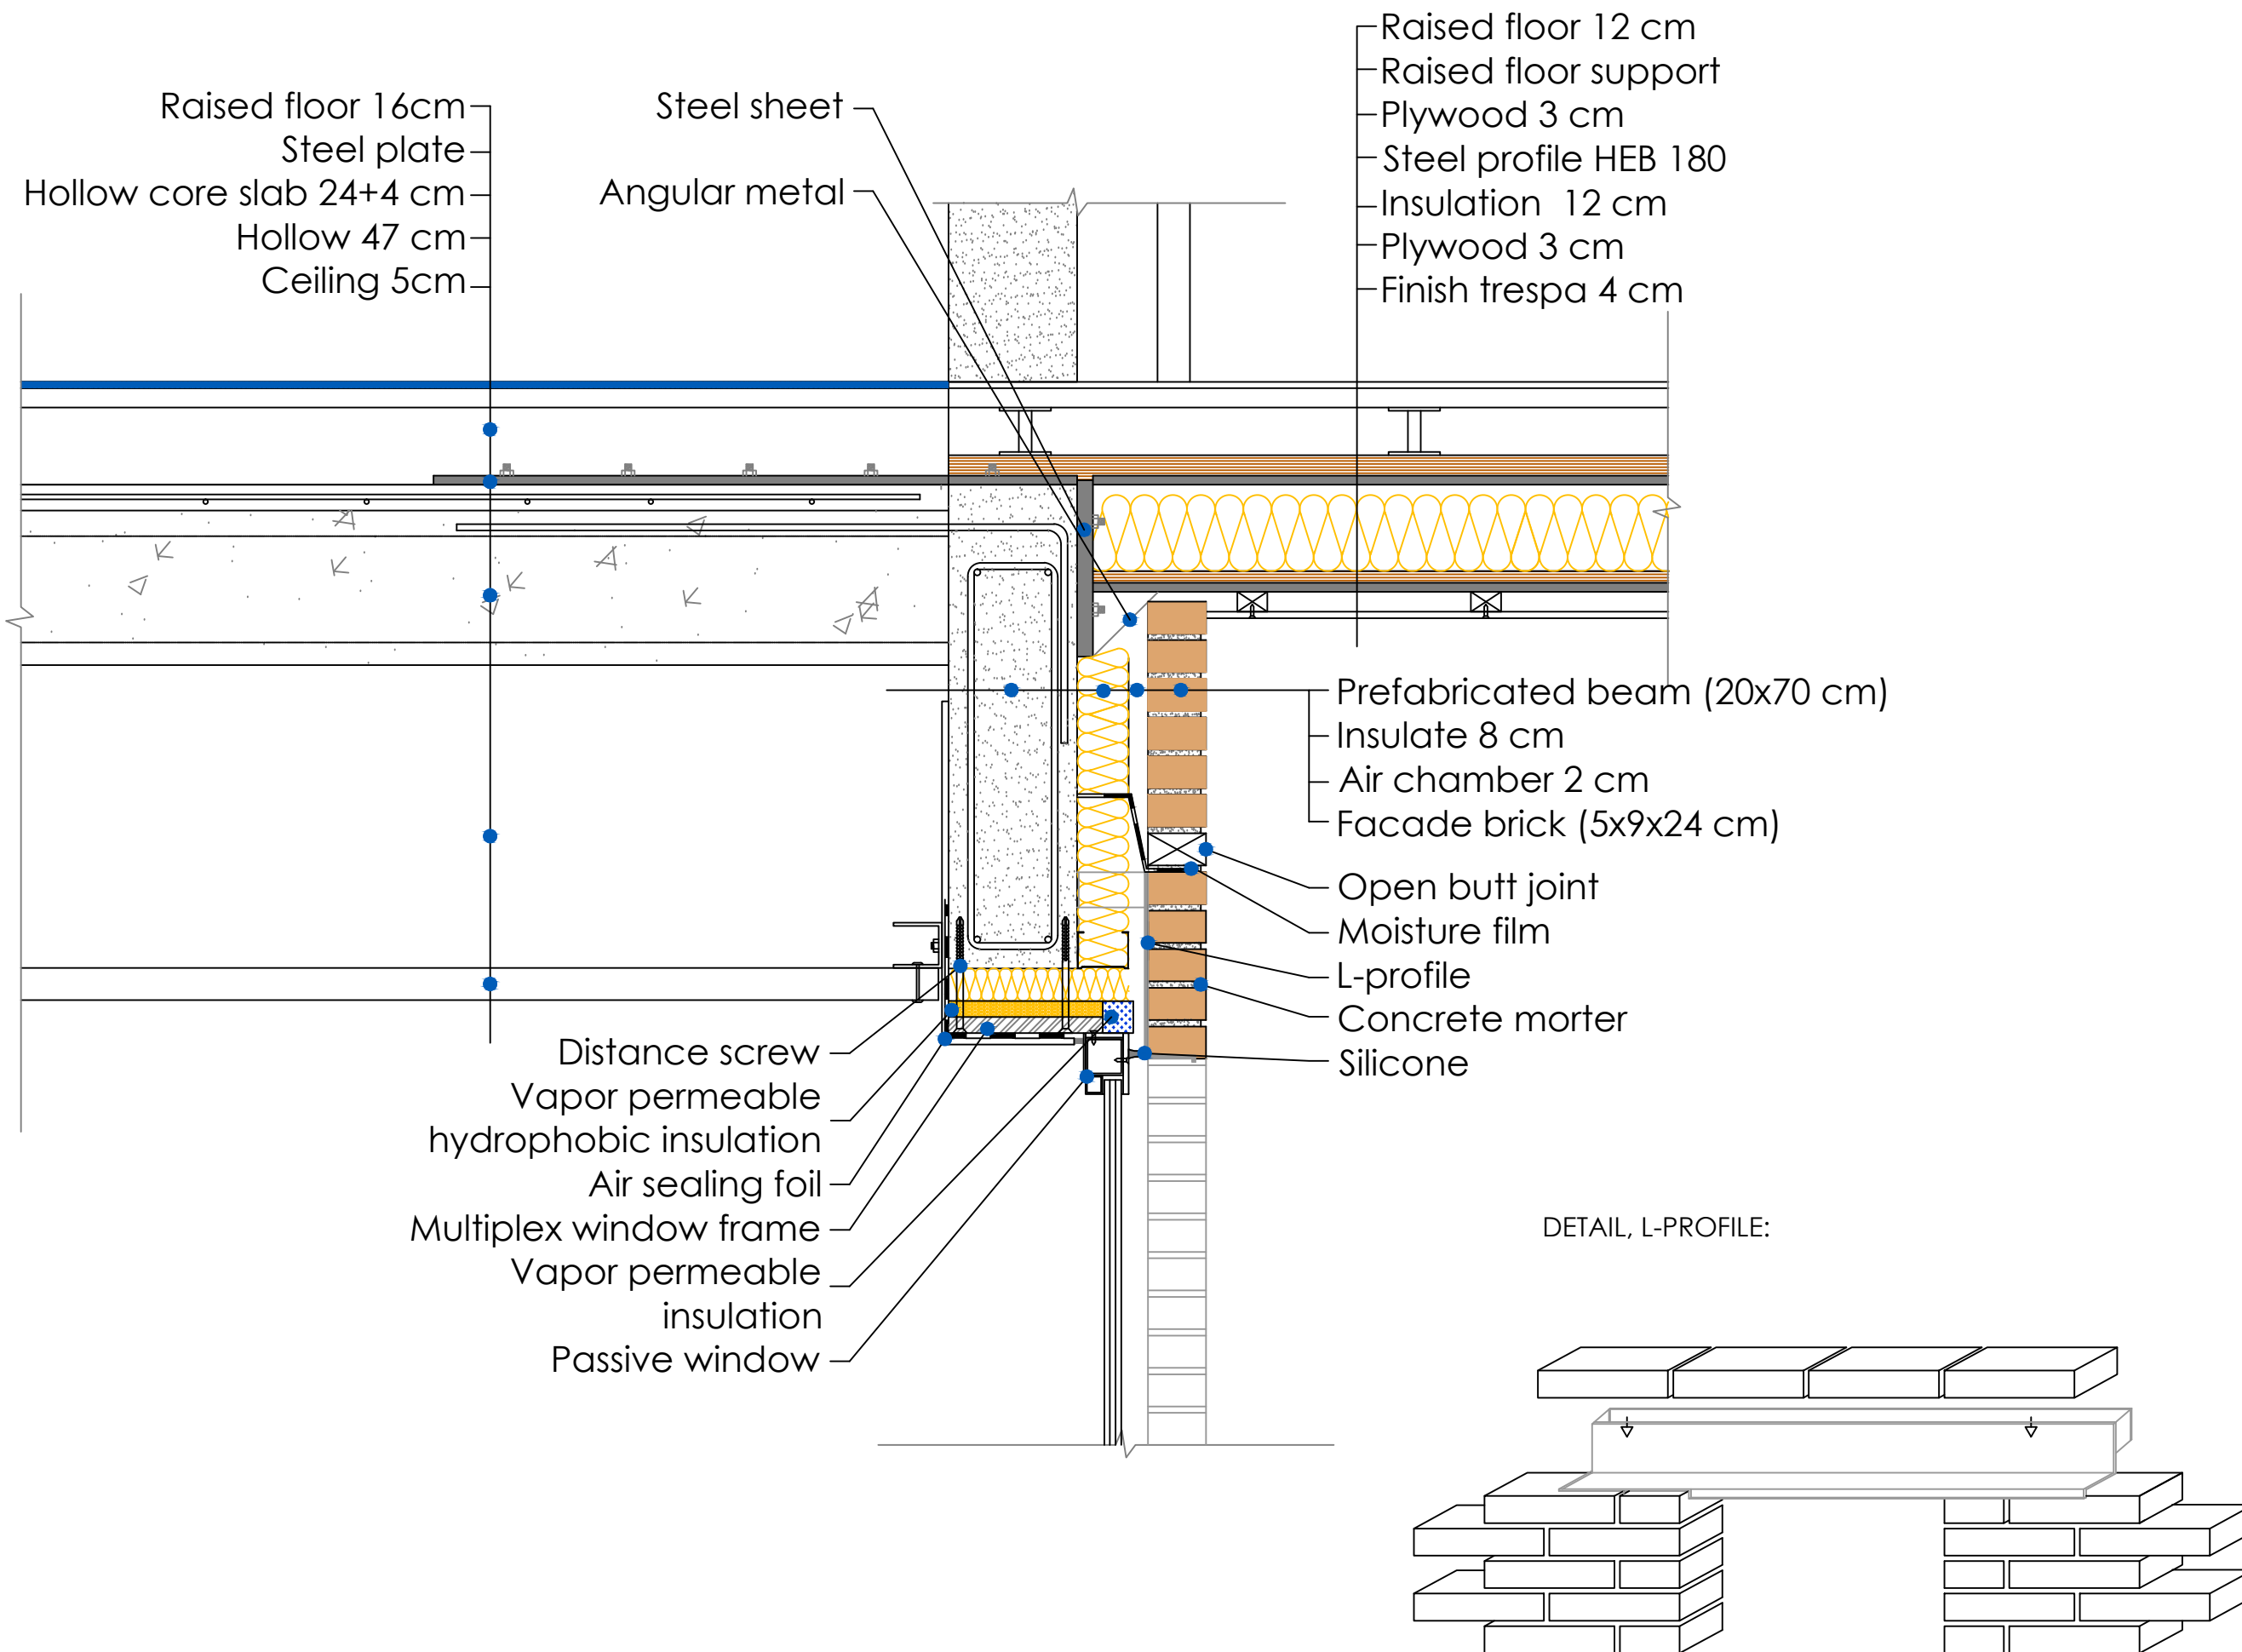 Raised floor 16cm
Steel plate
Hollow core slab 24+4 cm
Hollow 47 cm
Ceiling 5cm
Steel sheet
Angular metal
Raised floor 12 cm
Raised floor support
Plywood 3 cm
Steel profile HEB 180
Insulation  12 cm
Plywood 3 cm
Finish trespa 4 cm
Prefabricated beam (20x70 cm)
Insulate 8 cm
Air chamber 2 cm
Facade brick (5x9x24 cm)
Open butt joint
Moisture film
L-profile
Concrete morter
Silicone
Distance screw
Vapor permeable
hydrophobic insulation
Air sealing foil
Multiplex window frame
Vapor permeable
insulation
Passive window
DETAIL, L-PROFILE: